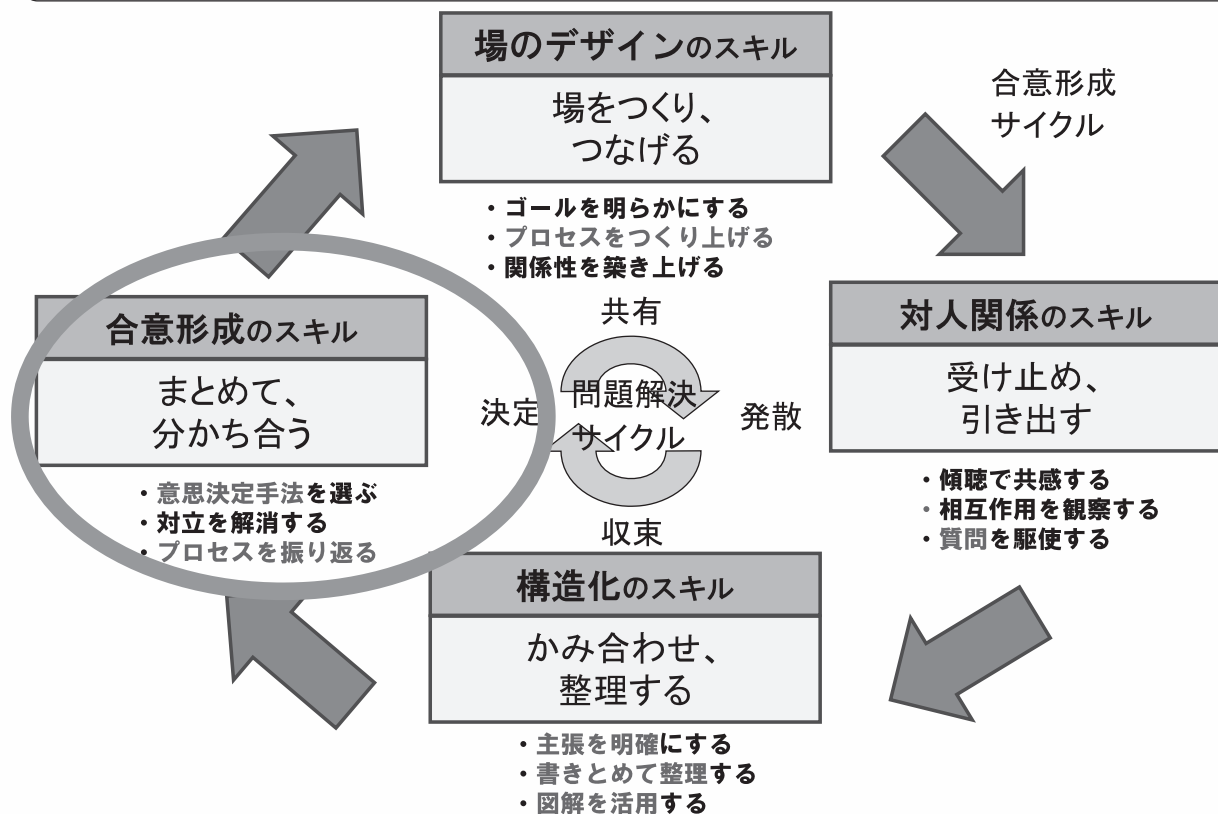 場のデザインのスキル
場をつくり、
つなげる
・ゴールを明らかにする
・プロセスをつくり上げる
・関係性を築き上げる
合意形成
サイクル
対人関係のスキル
受け止め、
引き出す
・傾聴で共感する
・相互作用を観察する
・質問を駆使する
共有
発散
収束
決定
問題解決
サイクル
構造化のスキル
かみ合わせ、
整理する
・主張を明確にする
・書きとめて整理する
・図解を活用する
合意形成のスキル
まとめて、
分かち合う
・意思決定手法を選ぶ
・対立を解消する
・プロセスを振り返る